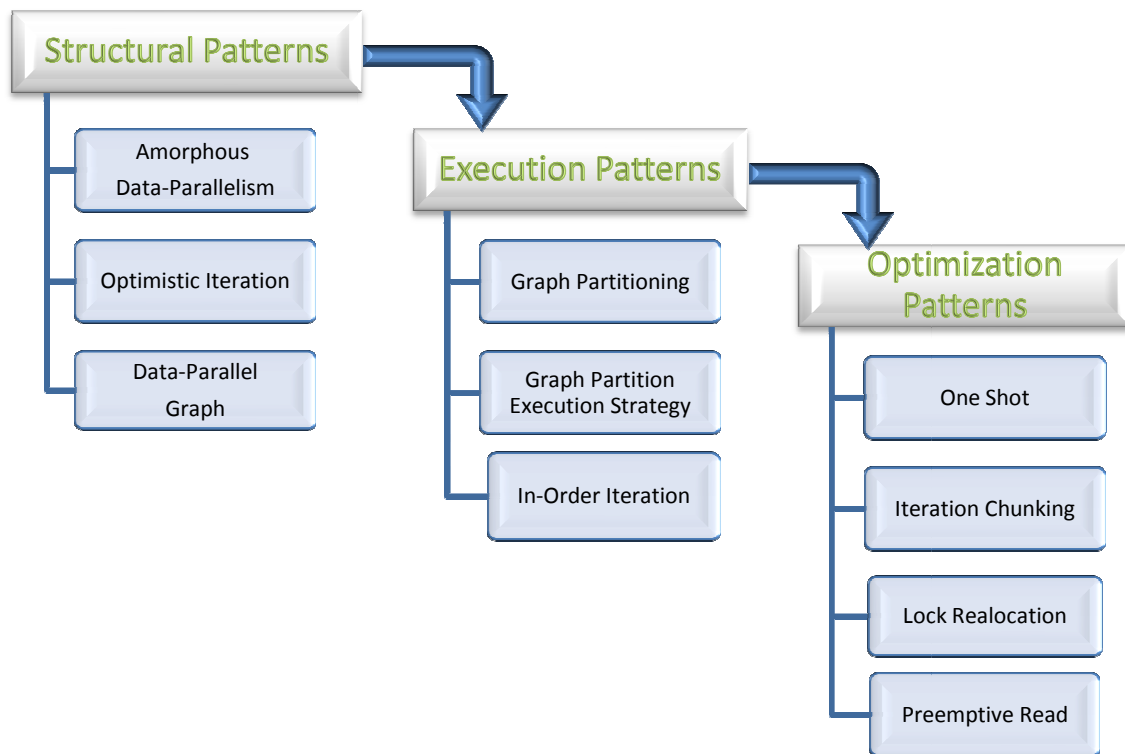 Structural Patterns
Amorphous
Data-Parallelism
Optimistic Iteration
Data-Parallel
Graph
Execution Patterns
Graph Partitioning
Graph Partition
Execution Strategy
In-Order Iteration
Optimization
Patterns
One Shot
Iteration Chunking
Lock Realocation
Preemptive Read